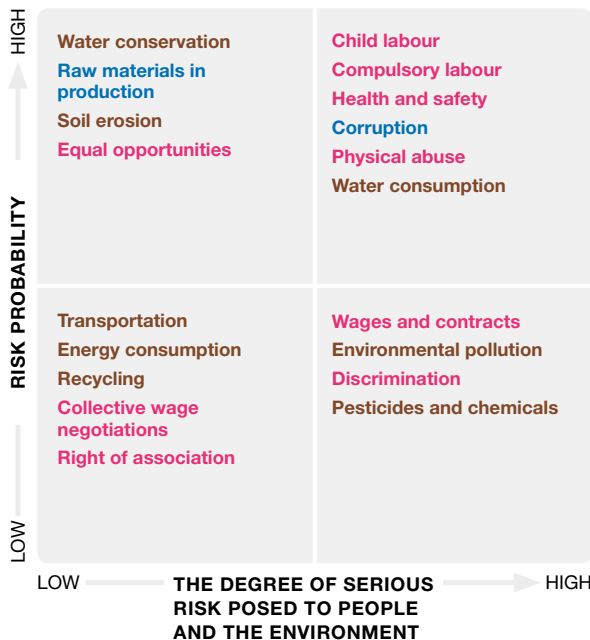 HIGH
RISK PROBABILITY
LOW
Water conservation
Raw materials in
production
Soil erosion
Equal opportunities
Child labour
Compulsory labour
Health and safety
Corruption
Physical abuse
Water consumption
Transportation
Energy consumption
Recycling
Collective wage
negotiations
Right of association
Wages and contracts
Environmental pollution
Discrimination
Pesticides and chemicals
LOW
THE DEGREE OF SERIOUS
RISK POSED TO PEOPLE
AND THE ENVIRONMENT
HIGH